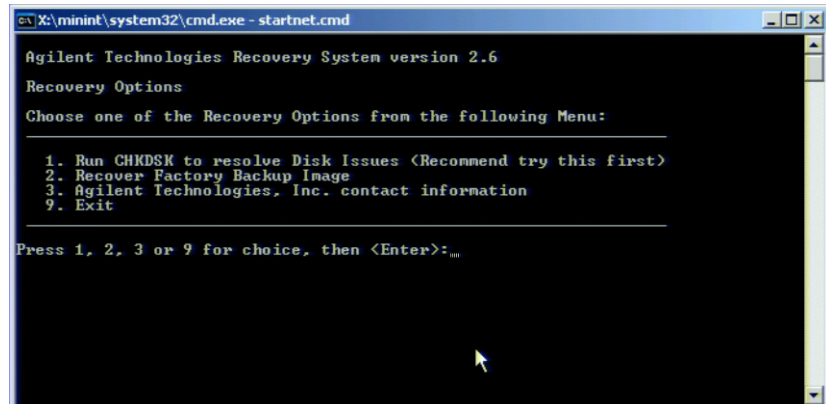 X:\minint\system32\cmd.exe - startnet.cmd
Agilent Technologies Recovery System version 2.6
Recovery Options
Choose one of the Recovery Options from the following Menu:
1. Run CHKDSK to resolve Disk Issues (Recommend try this first)
2. Recover Factory Backup Image
3. Agilent Technologies, Inc. contact information
9. Exit
Press 1, 2, 3 or 9 for choice, then <Enter>: